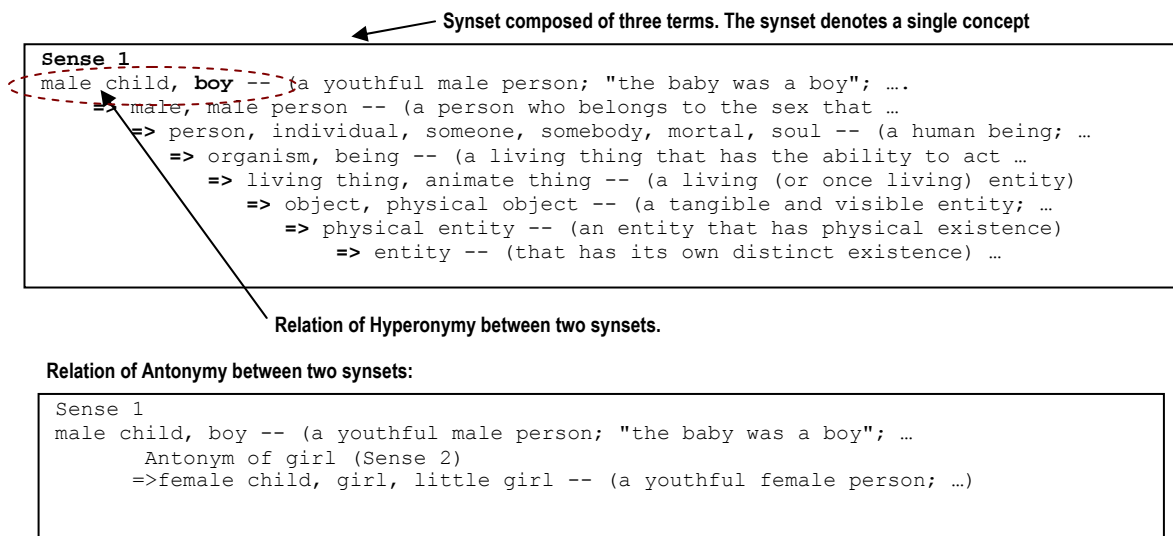 Synset composed of three terms. The synset denotes a single concept
Sense 1
male child, boy -- (a youthful male person; "the baby was a boy"; ….
=> male, male person -- (a person who belongs to the sex that …
=> person, individual, someone, somebody, mortal, soul -- (a human being; …
=> organism, being -- (a living thing that has the ability to act …
=> living thing, animate thing -- (a living (or once living) entity)
=> object, physical object -- (a tangible and visible entity; …
=> physical entity -- (an entity that has physical existence)
=> entity -- (that has its own distinct existence) …
Relation of Hyperonymy between two synsets.
Relation of Antonymy between two synsets:
Sense 1
male child, boy -- (a youthful male person; "the baby was a boy"; …
Antonym of girl (Sense 2)
=>female child, girl, little girl -- (a youthful female person; …)